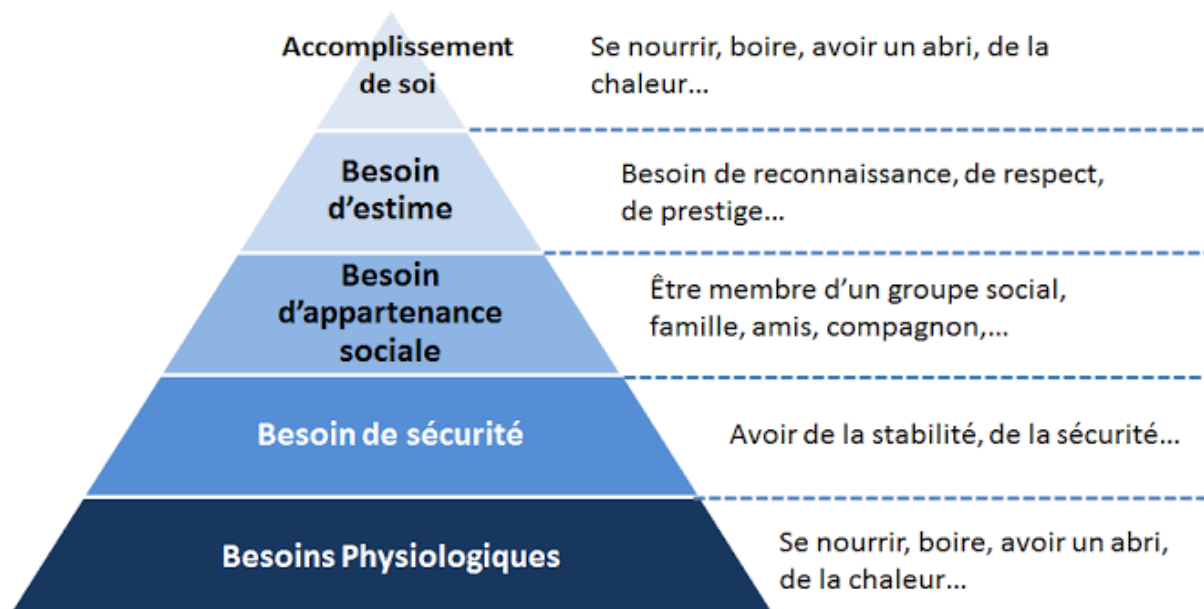 Accomplissement
de soi
Se nourrir, boire, avoir un abri, de la
chaleur...
Besoin
d'estime
Besoin de reconnaissance, de respect,
de prestige...
Besoin
d'appartenance
sociale
Être membre d'un groupe social,
famille, amis, compagnon,...
Besoin de sécurité
Avoir de la stabilité, de la sécurité...
Besoins Physiologiques
Se nourrir, boire, avoir un abri,
de la chaleur...